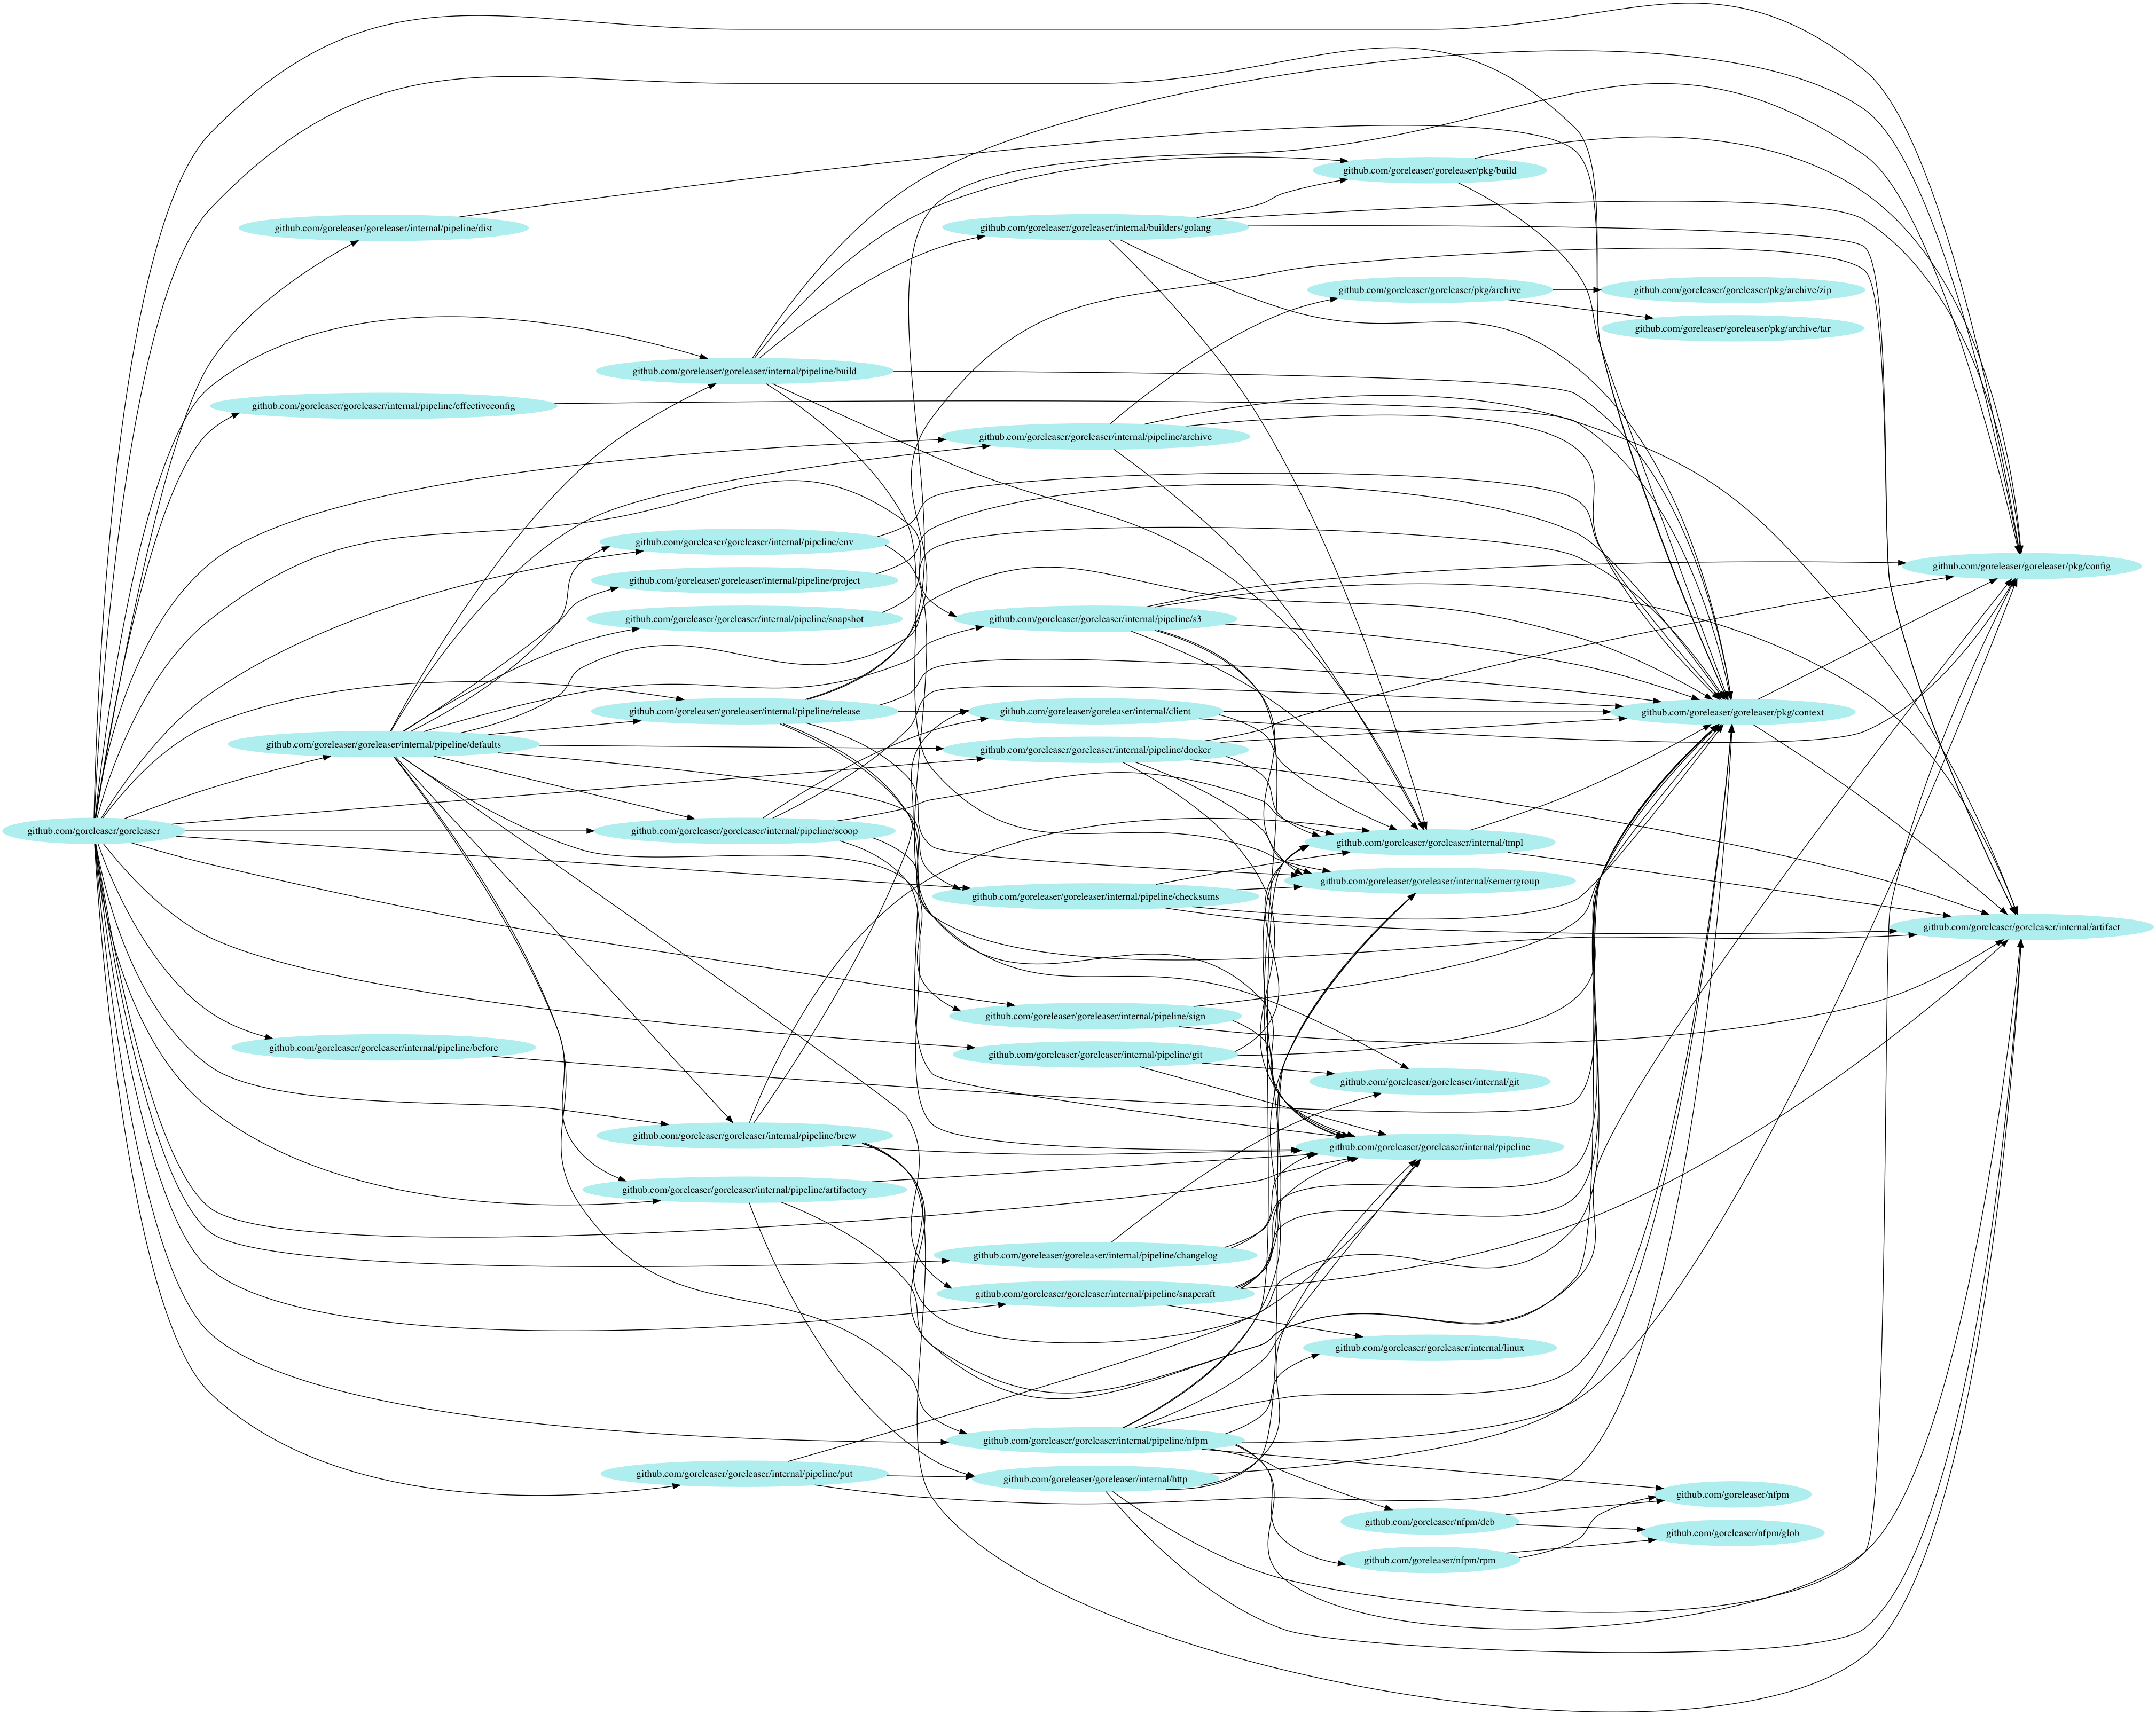 github.com/goreleaser/goreleaser/pkg/build
github.com/goreleaser/goreleaser/internal/pipeline/dist
github.com/goreleaser/goreleaser/internal/builders/golang
github.com/goreleaser/goreleaser/pkg/archive
github.com/goreleaser/goreleaser/pkg/archive/zip
github.com/goreleaser/goreleaser/pkg/archive/tar
github.com/goreleaser/goreleaser/internal/pipeline/build
github.com/goreleaser/goreleaser/internal/pipeline/effectiveconfig
github.com/goreleaser/goreleaser/internal/pipeline/archive
github.com/goreleaser/goreleaser/internal/pipeline/env
github.com/goreleaser/goreleaser/pkg/config
github.com/goreleaser/goreleaser/internal/pipeline/project
github.com/goreleaser/goreleaser/internal/pipeline/snapshot
github.com/goreleaser/goreleaser/internal/pipeline/s3
github.com/goreleaser/goreleaser/internal/pipeline/release
github.com/goreleaser/goreleaser/internal/client
github.com/goreleaser/goreleaser/pkg/context
github.com/goreleaser/goreleaser/internal/pipeline/defaults
github.com/goreleaser/goreleaser/internal/pipeline/docker
github.com/goreleaser/goreleaser
github.com/goreleaser/goreleaser/internal/pipeline/scoop
github.com/goreleaser/goreleaser/internal/tmpl
github.com/goreleaser/goreleaser/internal/semerrgroup
github.com/goreleaser/goreleaser/internal/pipeline/checksums
github.com/goreleaser/goreleaser/internal/artifact
github.com/goreleaser/goreleaser/internal/pipeline/sign
github.com/goreleaser/goreleaser/internal/pipeline/before
github.com/goreleaser/goreleaser/internal/pipeline/git
github.com/goreleaser/goreleaser/internal/git
github.com/goreleaser/goreleaser/internal/pipeline/brew
github.com/goreleaser/goreleaser/internal/pipeline
github.com/goreleaser/goreleaser/internal/pipeline/artifactory
github.com/goreleaser/goreleaser/internal/pipeline/changelog
github.com/goreleaser/goreleaser/internal/pipeline/snapcraft
github.com/goreleaser/goreleaser/internal/linux
github.com/goreleaser/goreleaser/internal/pipeline/nfpm
github.com/goreleaser/goreleaser/internal/pipeline/put
github.com/goreleaser/goreleaser/internal/http
github.com/goreleaser/nfpm
github.com/goreleaser/nfpm/deb
github.com/goreleaser/nfpm/glob
github.com/goreleaser/nfpm/rpm